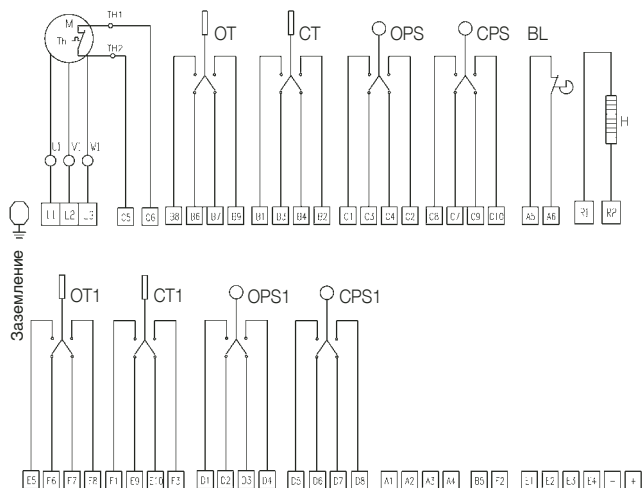 M
TH1
Th
TH2
OT
CT
OPS
CPS
BL
H
U1
V1
W1
L1 L2 L3 C5 C6 B8 B6 B7 B9 B1 B3 B4 B2 C1 C3 C4 C2 C8 C7 C9 C10 A5 A6 R1 R2
Заземление
OT1
CT1
OPS1
CPS1
E5 F6 F7 F8 F1 E9 E10 F3 D1 D2 D3 D4 D5 D6 D7 D8 A1 A2 A3 A4 B5 F2 E1 E2 E3 E4 − +